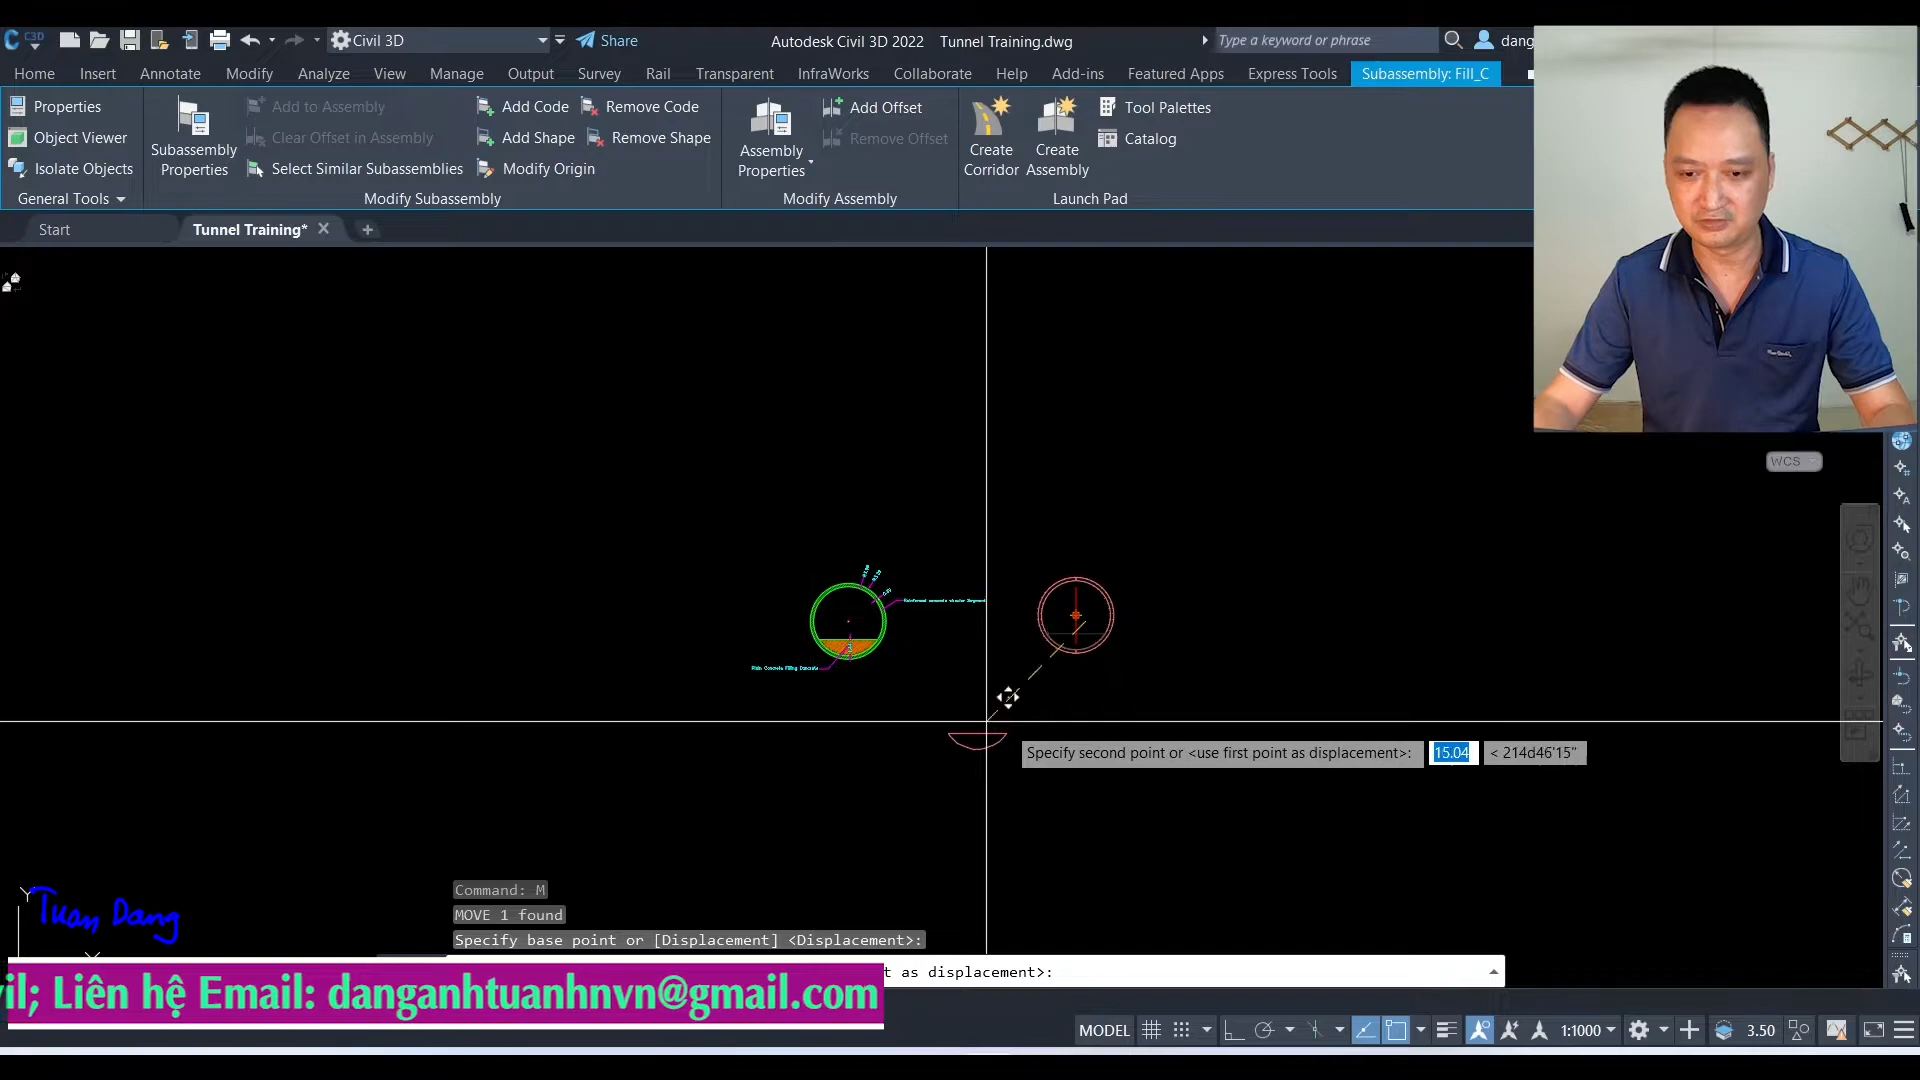 C3D Civil 3D Share Autodesk Civil 3D 2022 Tunnel Training.dwg Type a keyword or phrase dang
Home Insert Annotate Modify Analyze View Manage Output Survey Rail Transparent InfraWorks Collaborate Help Add-ins Featured Apps Express Tools Subassembly: Fill_C
Properties
Object Viewer
Isolate Objects
General Tools
Subassembly
Properties
Add to Assembly
Clear Offset in Assembly
Select Similar Subassemblies
Add Code
Add Shape
Modify Origin
Remove Code
Remove Shape
Modify Subassembly
Assembly
Properties
Add Offset
Remove Offset
Modify Assembly
Create
Corridor
Create
Assembly
Tool Palettes
Catalog
Launch Pad
Start Tunnel Training*
WCS
Plain Concrete Filling Concrete
Specify second point or <use first point as displacement>: 15.04 < 214d46'15"
Y
Tuan Dang
Command: M
MOVE 1 found
Specify base point or [Displacement] <Displacement>:
t as displacement>:
il; Liên hệ Email: danganhtuanhnvn@gmail.com
MODEL 1:1000 3.50